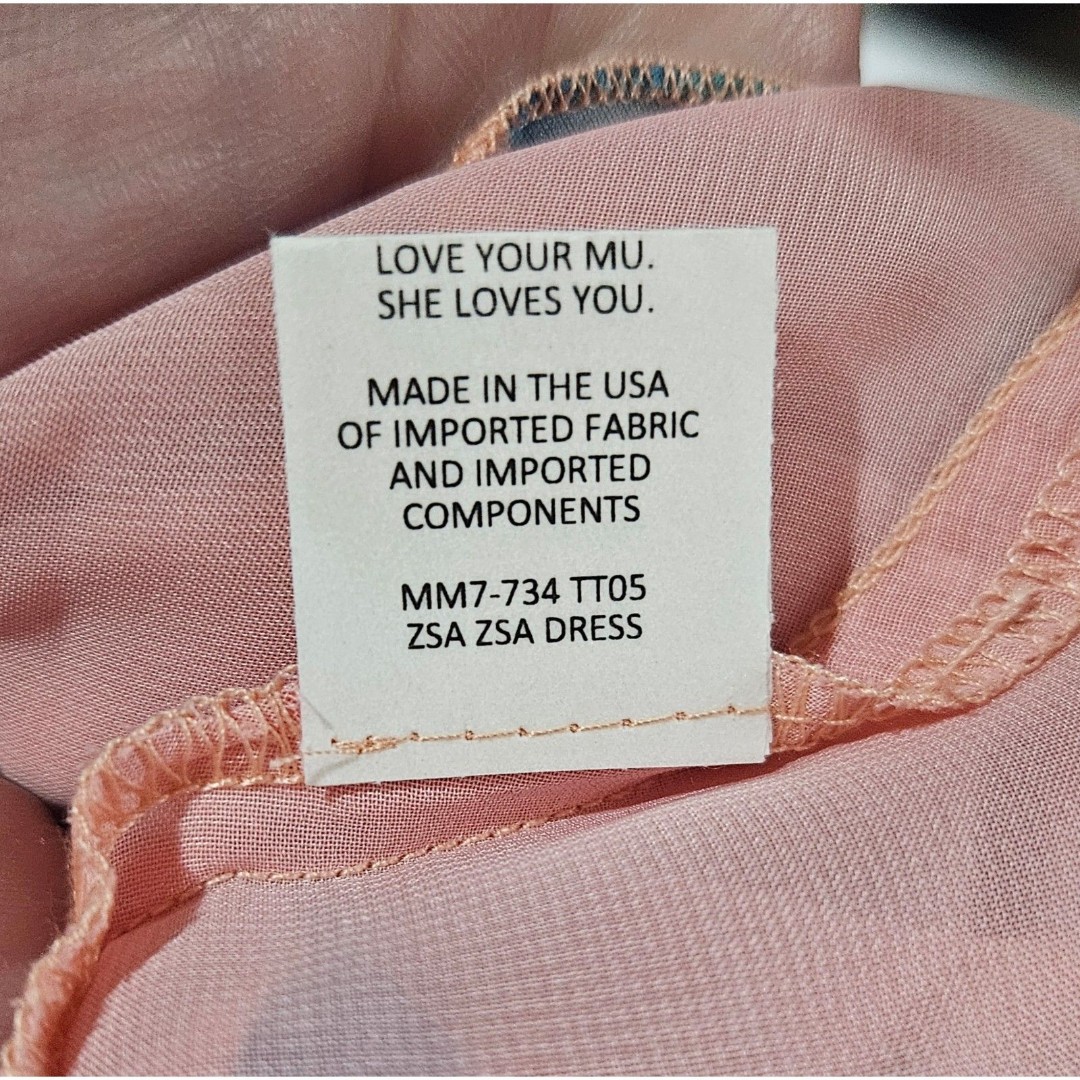 LOVE YOUR MU.
SHE LOVES YOU.
MADE IN THE USA
OF IMPORTED FABRIC
AND IMPORTED
COMPONENTS
MM7-734 TT05
ZSA ZSA DRESS